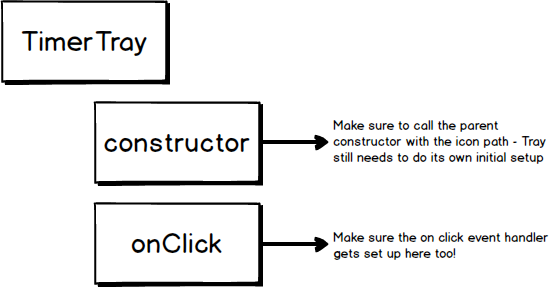 TimerTray
constructor
Make sure to call the parent
constructor with the icon path - Tray
still needs to do its own initial setup
onClick
Make sure the on click event handler
gets set up here too!